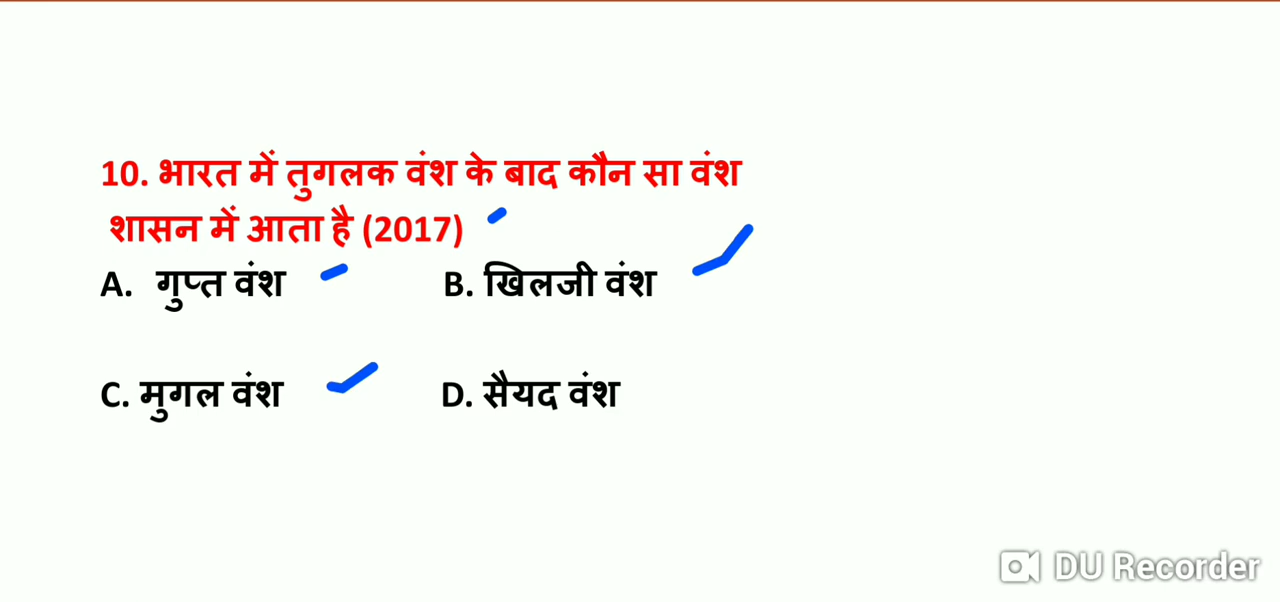 10. भारत में तुगलक वंश के बाद कौन सा वंश
शासन में आता है (2017)
A. गुप्त वंश B. खिलजी वंश
C. मुगल वंश D. सैयद वंश
DU Recorder